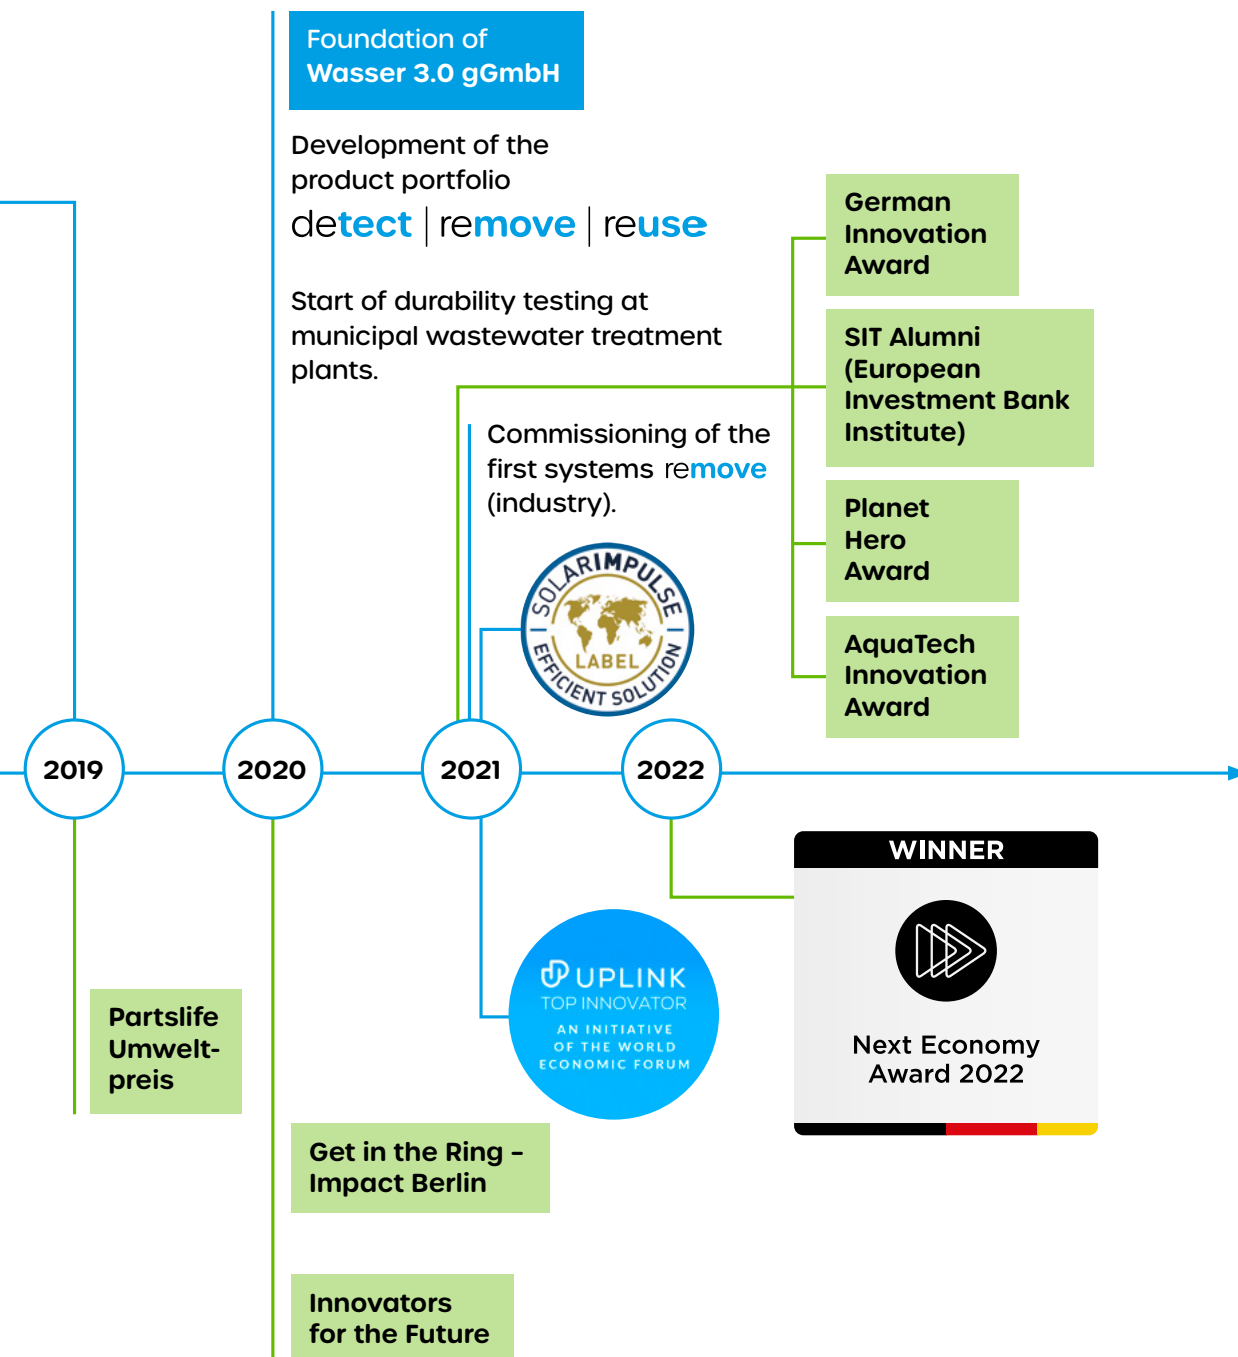 Foundation of
Wasser 3.0 gGmbH
Development of the
product portfolio
detect | remove | reuse
Start of durability testing at
municipal wastewater treatment
plants.
Commissioning of the
first systems remove
(industry).
SOLARIMPULSE
EFFICIENT SOLUTION
LABEL
German
Innovation
Award
SIT Alumni
(European
Investment Bank
Institute)
Planet
Hero
Award
AquaTech
Innovation
Award
2019
2020
2021
2022
Partslife
Umwelt-
preis
Get in the Ring –
Impact Berlin
Innovators
for the Future
UPLINK
TOP INNOVATOR
AN INITIATIVE
OF THE WORLD
ECONOMIC FORUM
WINNER
Next Economy
Award 2022